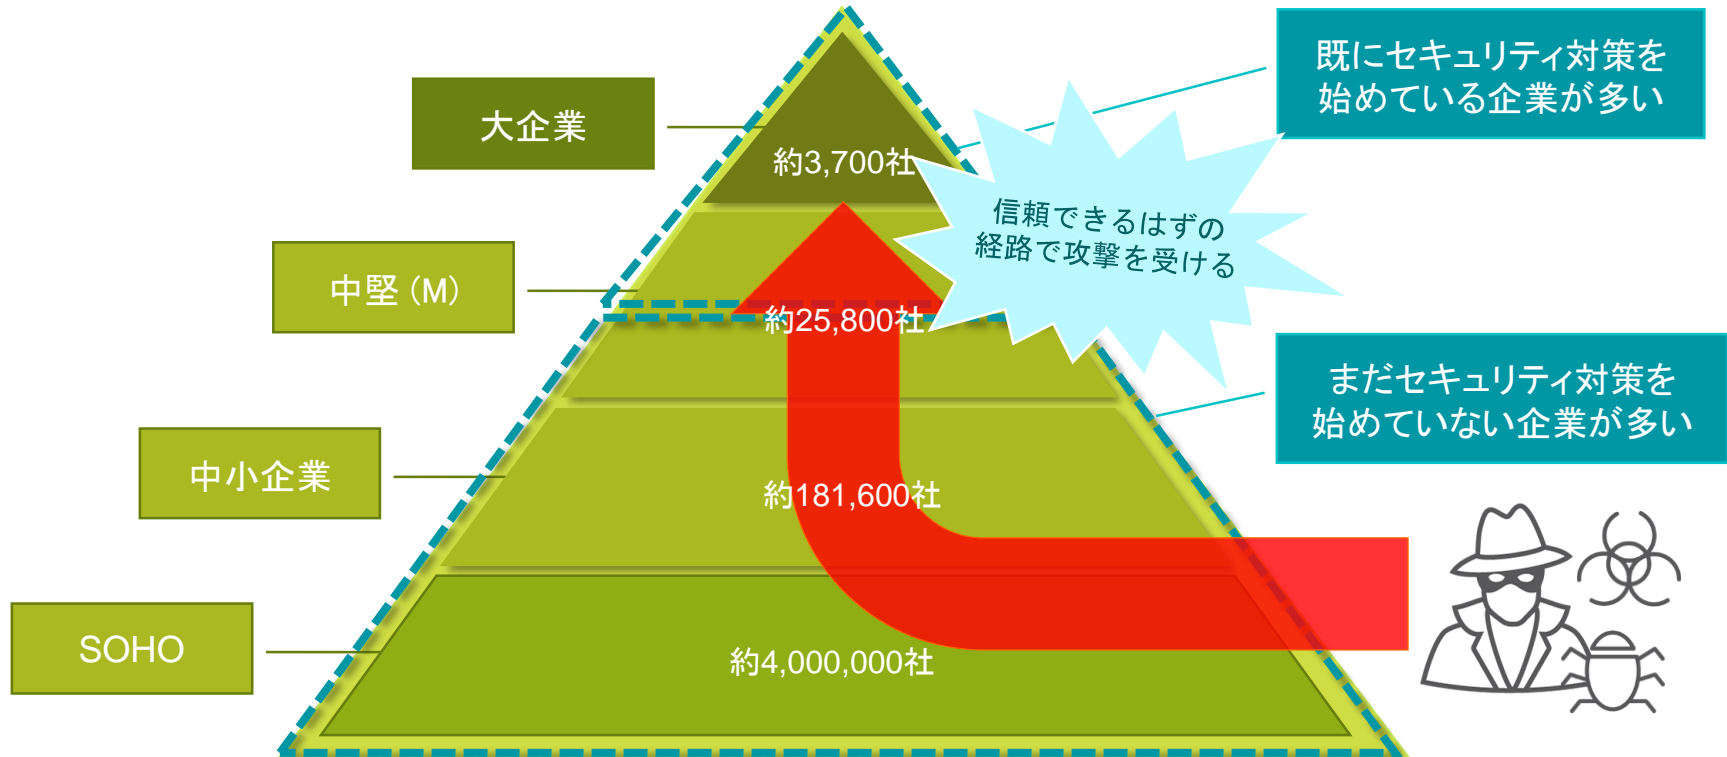 既にセキュリティ対策を
始めている企業が多い
大企業
約3,700社
信頼できるはずの
経路で攻撃を受ける
中堅(M)
約25,800社
まだセキュリティ対策を
始めていない企業が多い
中小企業
約181,600社
SOHO
約4,000,000社